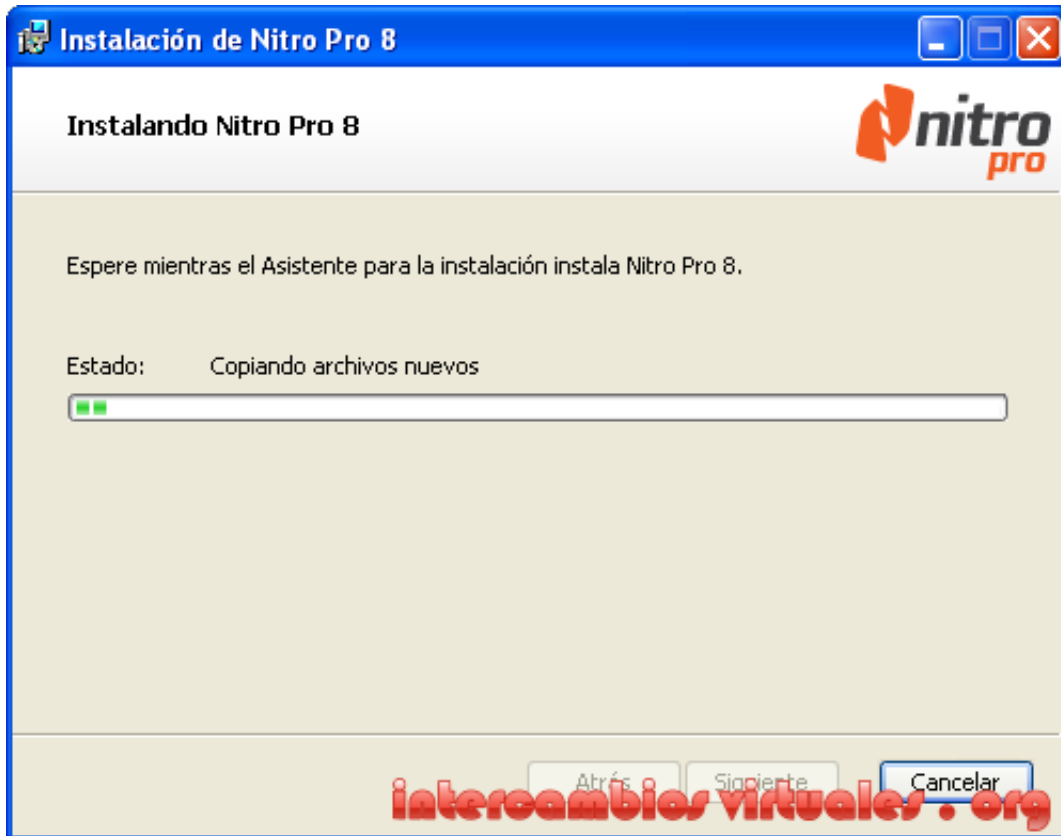 Instalación de Nitro Pro 8
Instalando Nitro Pro 8
nitro
pro
Espere mientras el Asistente para la instalación instala Nitro Pro 8.
Estado: Copiando archivos nuevos
Atrás Siguiente Cancelar
intercambios virtuales . org